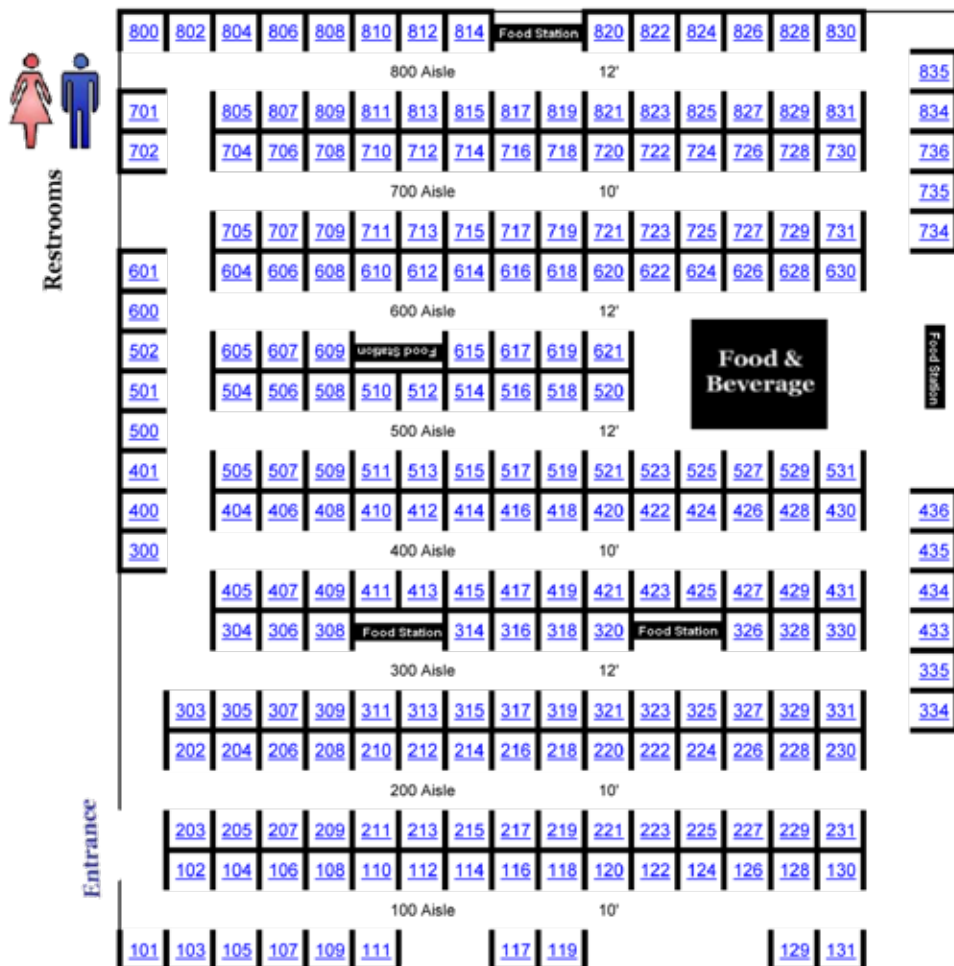 800 802 804 806 808 810 812 814 Food Station 820 822 824 826 828 830
800 Aisle 12'
835
701 805 807 809 811 813 815 817 819 821 823 825 827 829 831 834
702 704 706 708 710 712 714 716 718 720 722 724 726 728 730 736
Restrooms
700 Aisle 10'
735
705 707 709 711 713 715 717 719 721 723 725 727 729 731 734
601 604 606 608 610 612 614 616 618 620 622 624 626 628 630
600
600 Aisle 12'
502 605 607 609 Food Station 615 617 619 621
Food &
Beverage
Food Station
501 504 506 508 510 512 514 516 518 520
500
500 Aisle 12'
401 505 507 509 511 513 515 517 519 521 523 525 527 529 531
400 404 406 408 410 412 414 416 418 420 422 424 426 428 430 436
300
400 Aisle 10'
435
405 407 409 411 413 415 417 419 421 423 425 427 429 431 434
304 306 308 Food Station 314 316 318 320 Food Station 326 328 330 433
300 Aisle 12'
335
303 305 307 309 311 313 315 317 319 321 323 325 327 329 331 334
202 204 206 208 210 212 214 216 218 220 222 224 226 228 230
200 Aisle 10'
Entrance
203 205 207 209 211 213 215 217 219 221 223 225 227 229 231
102 104 106 108 110 112 114 116 118 120 122 124 126 128 130
100 Aisle 10'
101 103 105 107 109 111 117 119 129 131